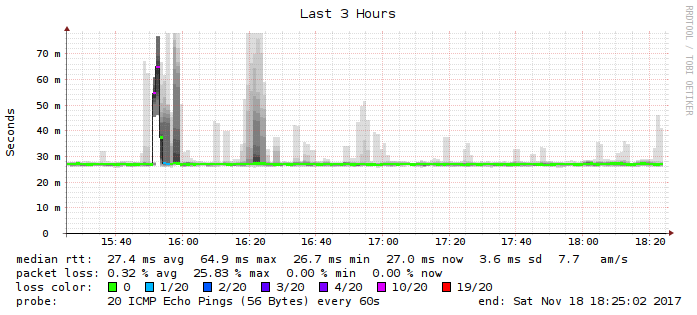 Last 3 Hours
RRDTOOL / TOBI OETIKER
Seconds
70 m
60 m
50 m
40 m
30 m
20 m
10 m
0
15:40 16:00 16:20 16:40 17:00 17:20 17:40 18:00 18:20
median rtt: 27.4 ms avg 64.9 ms max 26.7 ms min 27.0 ms now 3.6 ms sd 7.7 am/s
packet loss: 0.32 % avg 25.83 % max 0.00 % min 0.00 % now
loss color: 0 1/20 2/20 3/20 4/20 10/20 19/20
probe: 20 ICMP Echo Pings (56 Bytes) every 60s end: Sat Nov 18 18:25:02 2017